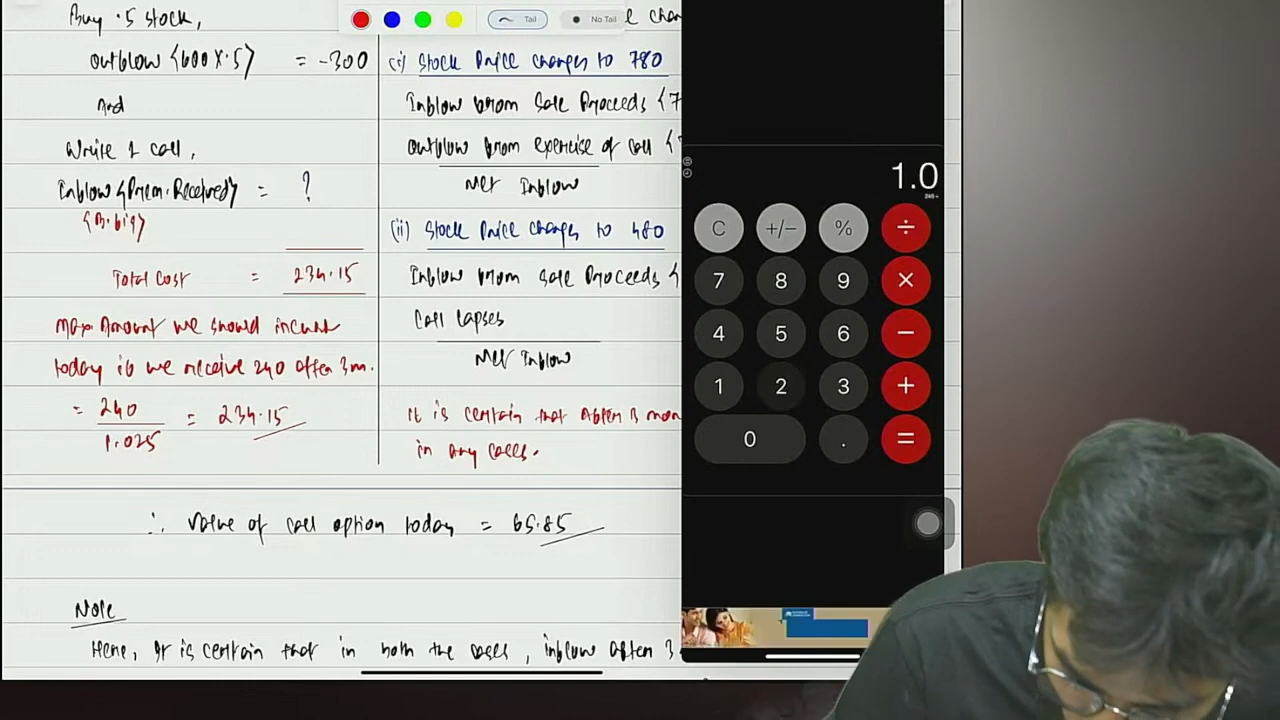 Tail
No Tail
Buy .5 stock,
outflow {600 X .5} = -300
And
Write 1 call,
Inflow {Prem. Received} = ?
{B.fig}
Total Cost = 234.15
Max. Amount we should incur
today if we receive 240 after 3m.
= 240 / 1.025 = 234.15
(i) Stock Price changes to 780
Inflow from Sale Proceeds {7
outflow from exercise of call {
Net Inflow
(ii) Stock Price changes to 480
Inflow from Sale Proceeds {
Call Lapses
Net Inflow
It is certain that after 3 mon
in any cases.
∴ Value of call option today = 65.85
Note
Here, It is certain that in both the cases, inflow after 3
1.0
240 ÷
C +/− % ÷
7 8 9 ×
4 5 6 −
1 2 3 +
0 . =